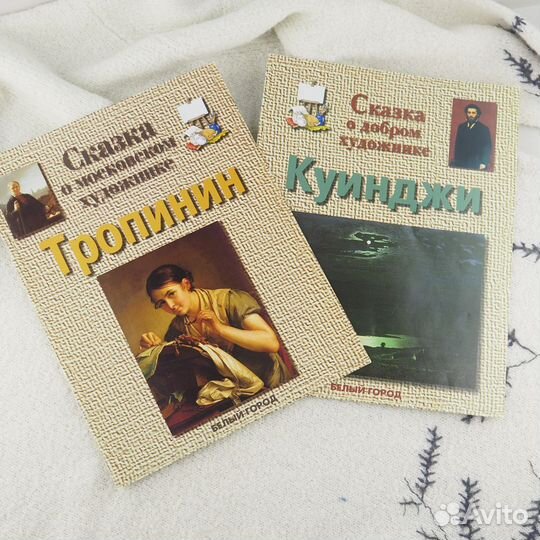 Сказка
о московском
художнике
Тропинин
БЕЛЫЙ ГОРОД
Сказка
о добром
художнике
Куинджи
БЕЛЫЙ ГОРОД
Avito